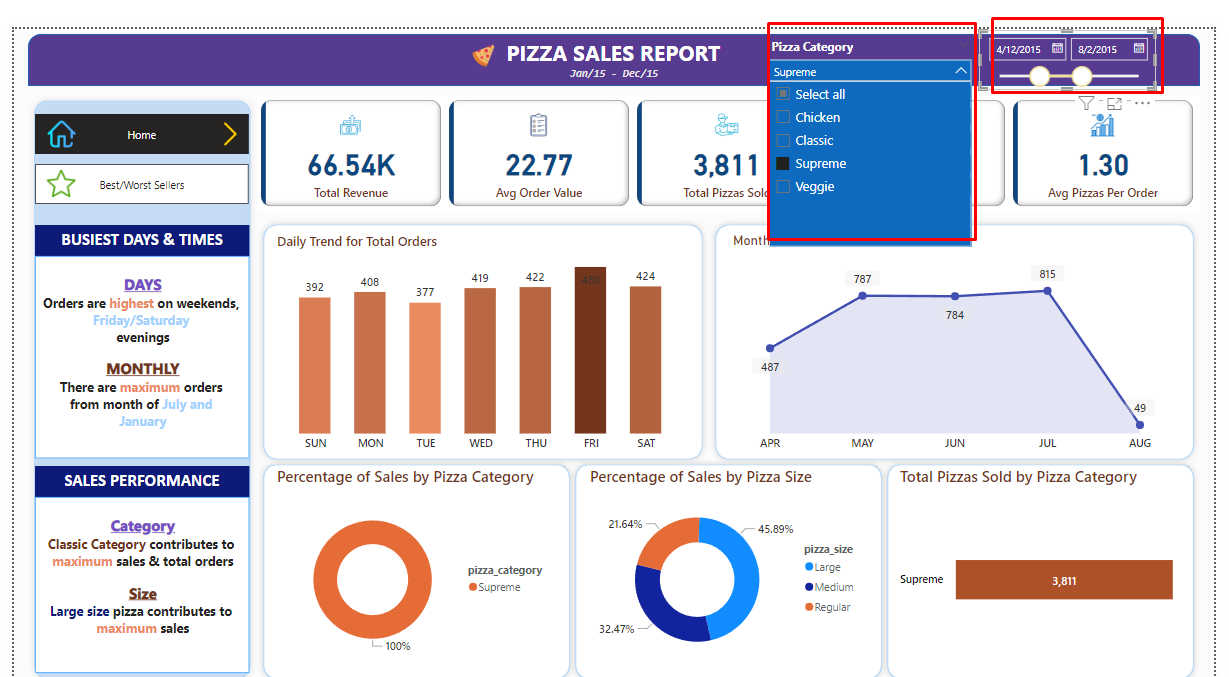 PIZZA SALES REPORT
Jan/15 - Dec/15
Pizza Category
Supreme
Select all
Chicken
Classic
Supreme
Veggie
4/12/2015
8/2/2015
Home
Best/Worst Sellers
66.54K
Total Revenue
22.77
Avg Order Value
3,811
Total Pizzas Sold
1.30
Avg Pizzas Per Order
BUSIEST DAYS & TIMES
DAYS
Orders are highest on weekends,
Friday/Saturday
evenings
MONTHLY
There are maximum orders
from month of July and
January
SALES PERFORMANCE
Category
Classic Category contributes to
maximum sales & total orders
Size
Large size pizza contributes to
maximum sales
Daily Trend for Total Orders
392
408
377
419
422
480
424
SUN
MON
TUE
WED
THU
FRI
SAT
Month
487
787
784
815
49
APR
MAY
JUN
JUL
AUG
Percentage of Sales by Pizza Category
100%
pizza_category
Supreme
Percentage of Sales by Pizza Size
21.64%
45.89%
32.47%
pizza_size
Large
Medium
Regular
Total Pizzas Sold by Pizza Category
Supreme
3,811